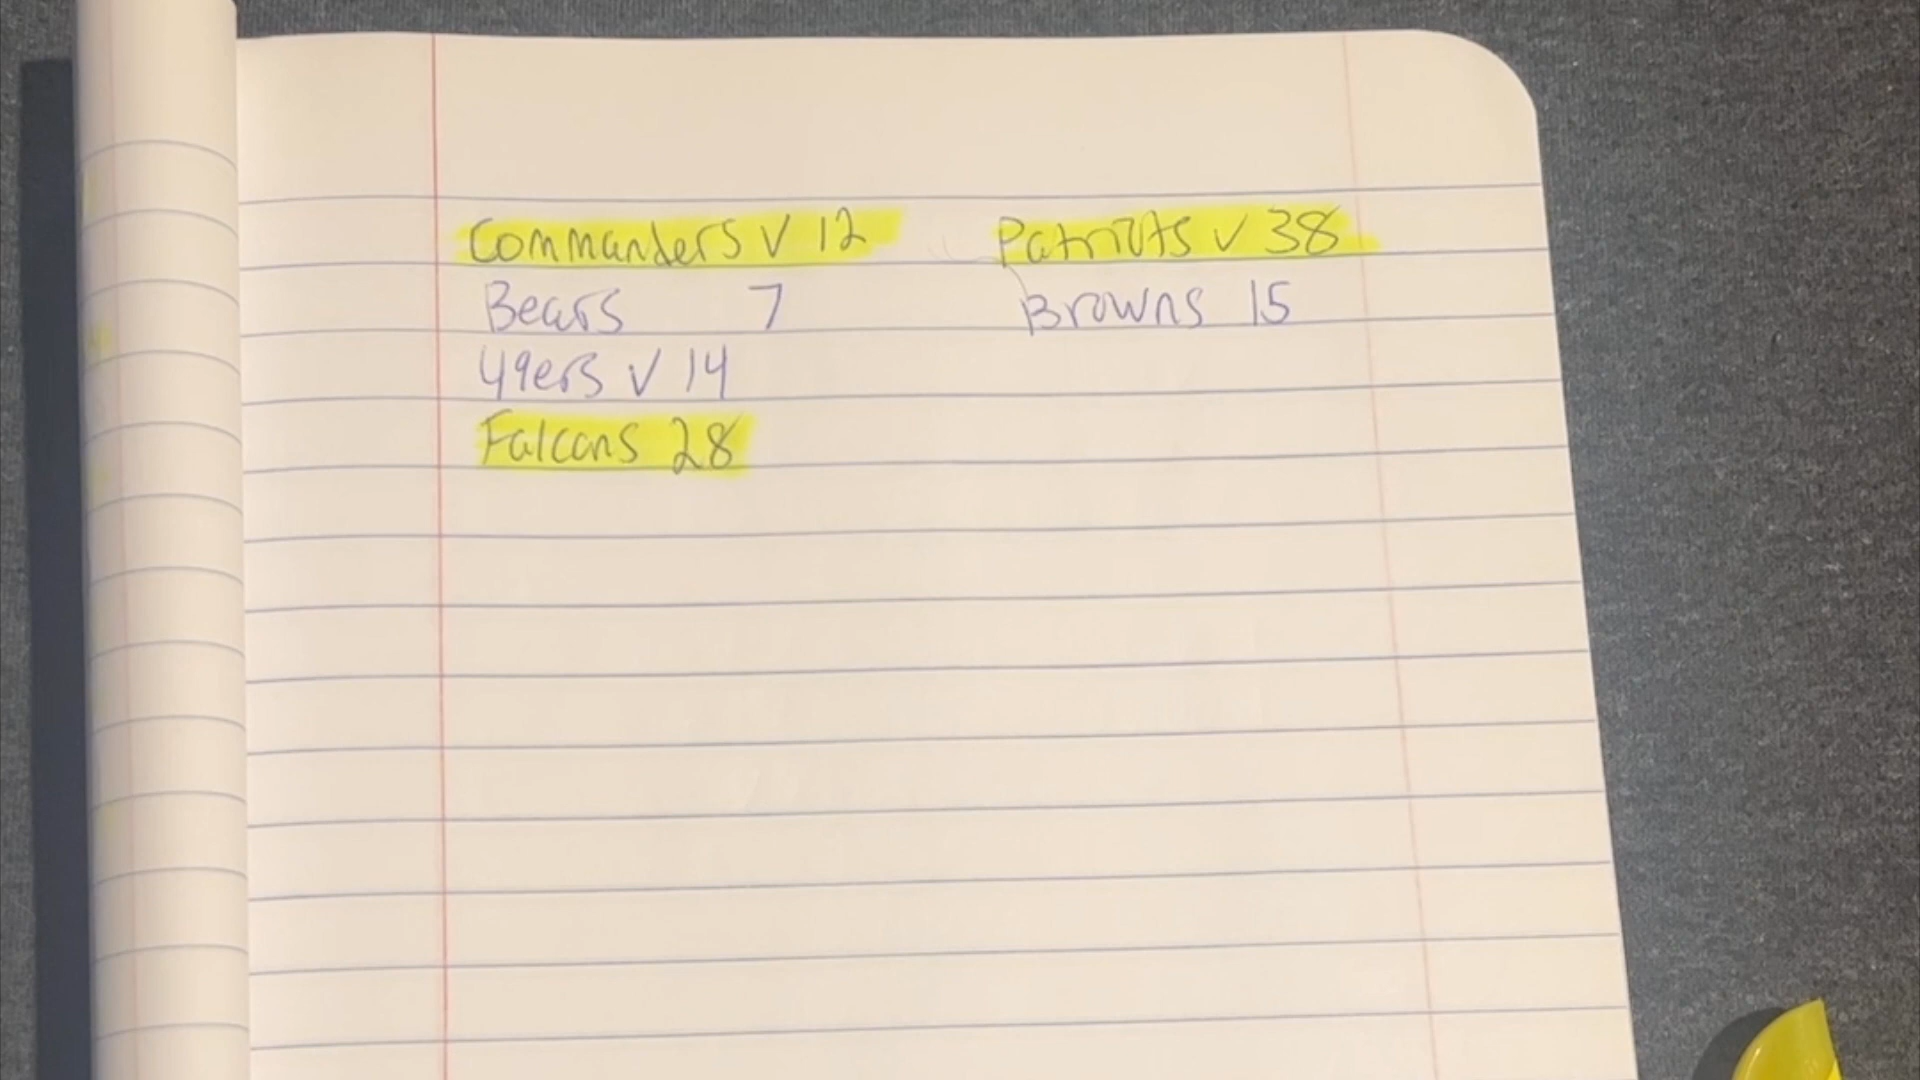 Commanders v 12
Bears 7
49ers v 14
Falcons 28
Patriots v 38
Browns 15